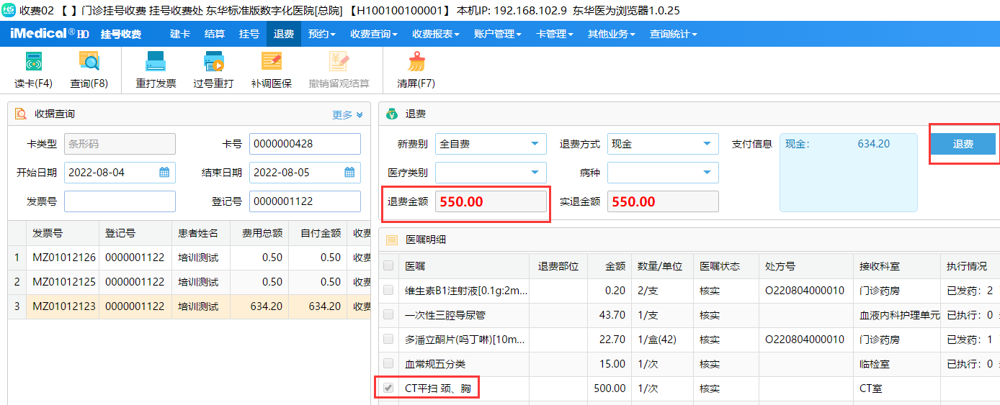 收费02 【 】门诊挂号收费 挂号收费处 东华标准版数字化医院[总院] 【H100100100001】 本机IP: 192.168.102.9 东华医为浏览器1.0.25
iMedical® HO 挂号收费 建卡 结算 挂号 退费 预约 收费查询 收费报表 账户管理 卡管理 其他业务 查询统计
读卡(F4) 查询(F8) 重打发票 过号重打 补调医保 撤销留观结算 清屏(F7)
收据查询 更多
卡类型 条形码 卡号 0000000428
开始日期 2022-08-04 结束日期 2022-08-05
发票号 登记号 0000001122
发票号 登记号 患者姓名 费用总额 自付金额 收费
1 MZ01012126 0000001122 培训测试 0.50 0.50 收费
2 MZ01012125 0000001122 培训测试 0.50 0.50 收费
3 MZ01012123 0000001122 培训测试 634.20 634.20 收费
退费
新费别 全自费 退费方式 现金 支付信息 现金: 634.20 退费
医疗类别 病种
退费金额 550.00 实退金额 550.00
医嘱明细
医嘱 退费部位 金额 数量/单位 医嘱状态 处方号 接收科室 执行情况
维生素B1注射液[0.1g:2m... 0.20 2/支 核实 O220804000010 门诊药房 已发药: 2
一次性三腔导尿管 43.70 1/支 核实 血液内科护理单元 已执行: 0
多潘立酮片(吗丁啉)[10m... 22.70 1/盒(42) 核实 O220804000010 门诊药房 已发药: 1
血常规五分类 15.00 1/次 核实 临检室 已执行: 0
CT平扫 颈、胸 500.00 1/次 核实 CT室